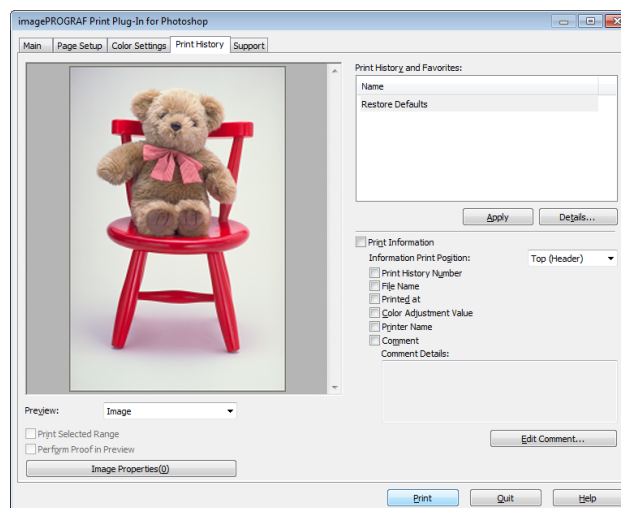 imagePROGRAF Print Plug-In for Photoshop
Main Page Setup Color Settings Print History Support
Print History and Favorites:
Name
Restore Defaults
Apply Details...
Print Information
Information Print Position: Top (Header)
Print History Number
File Name
Printed at
Color Adjustment Value
Printer Name
Comment
Comment Details:
Preview: Image
Print Selected Range
Perform Proof in Preview
Edit Comment...
Image Properties(O)
Print Quit Help